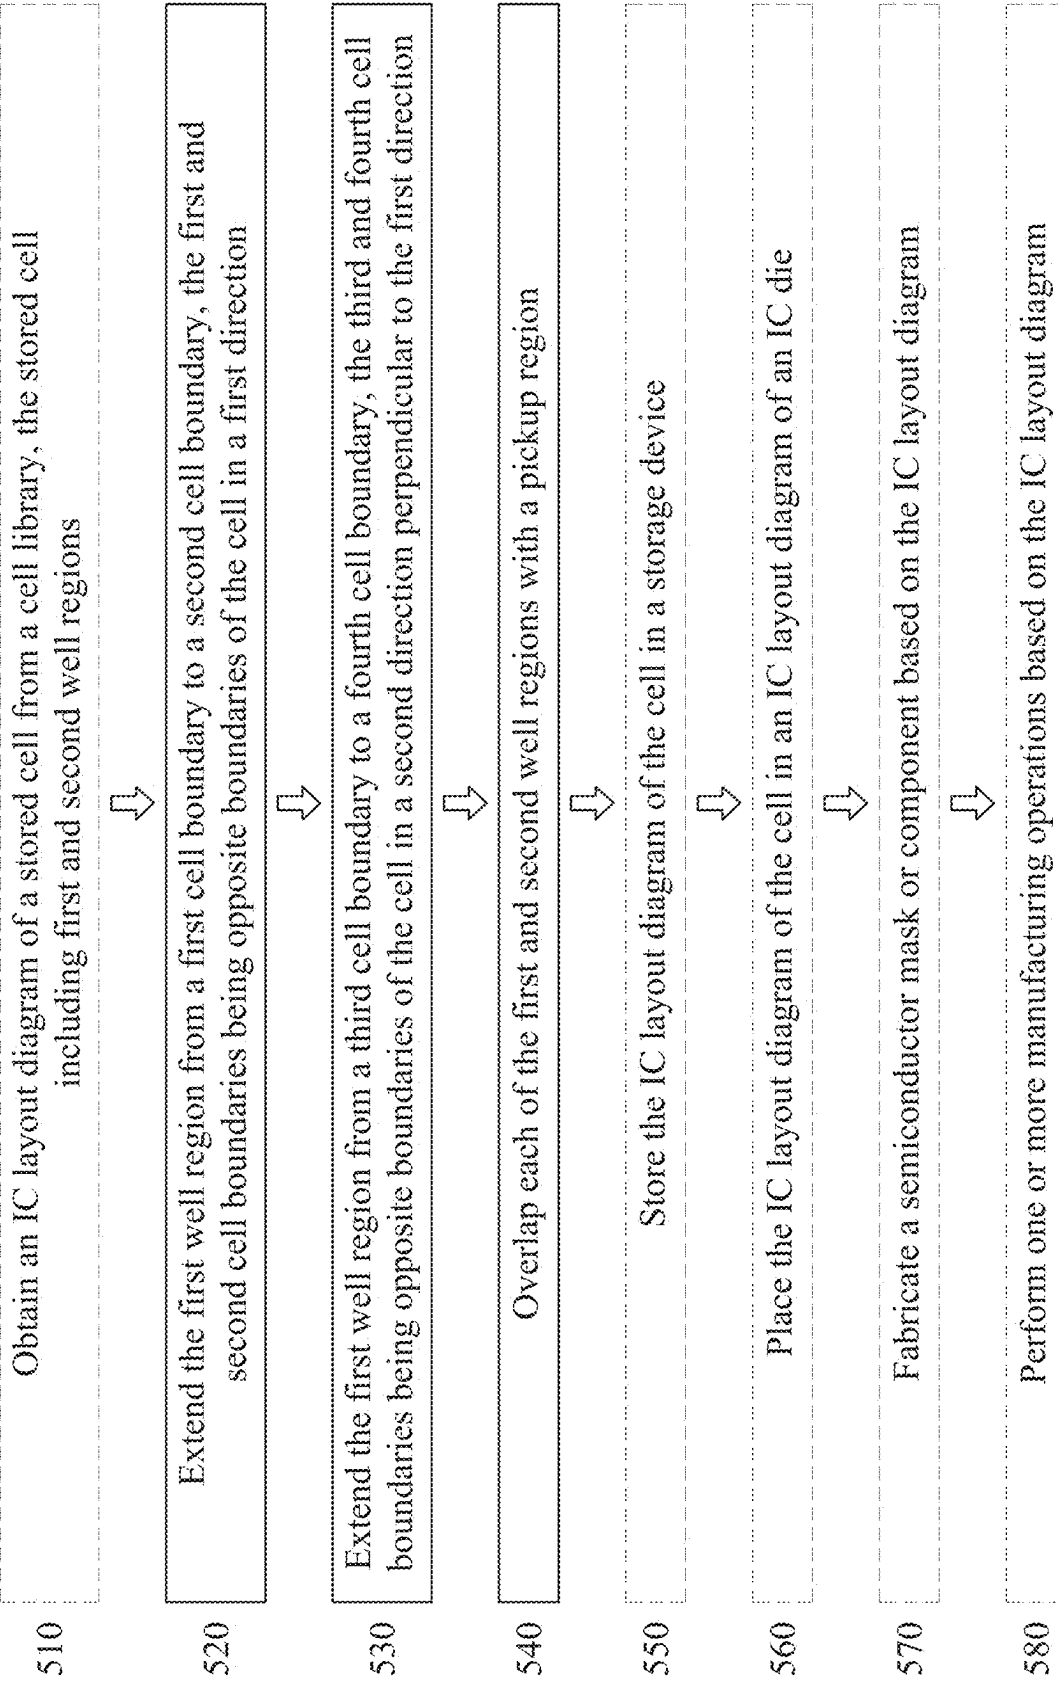 510
Obtain an IC layout diagram of a stored cell from a cell library, the stored cell
including first and second well regions
520
Extend the first well region from a first cell boundary to a second cell boundary, the first and
second cell boundaries being opposite boundaries of the cell in a first direction
530
Extend the first well region from a third cell boundary to a fourth cell boundary, the third and fourth cell
boundaries being opposite boundaries of the cell in a second direction perpendicular to the first direction
540
Overlap each of the first and second well regions with a pickup region
550
Store the IC layout diagram of the cell in a storage device
560
Place the IC layout diagram of the cell in an IC layout diagram of an IC die
570
Fabricate a semiconductor mask or component based on the IC layout diagram
580
Perform one or more manufacturing operations based on the IC layout diagram